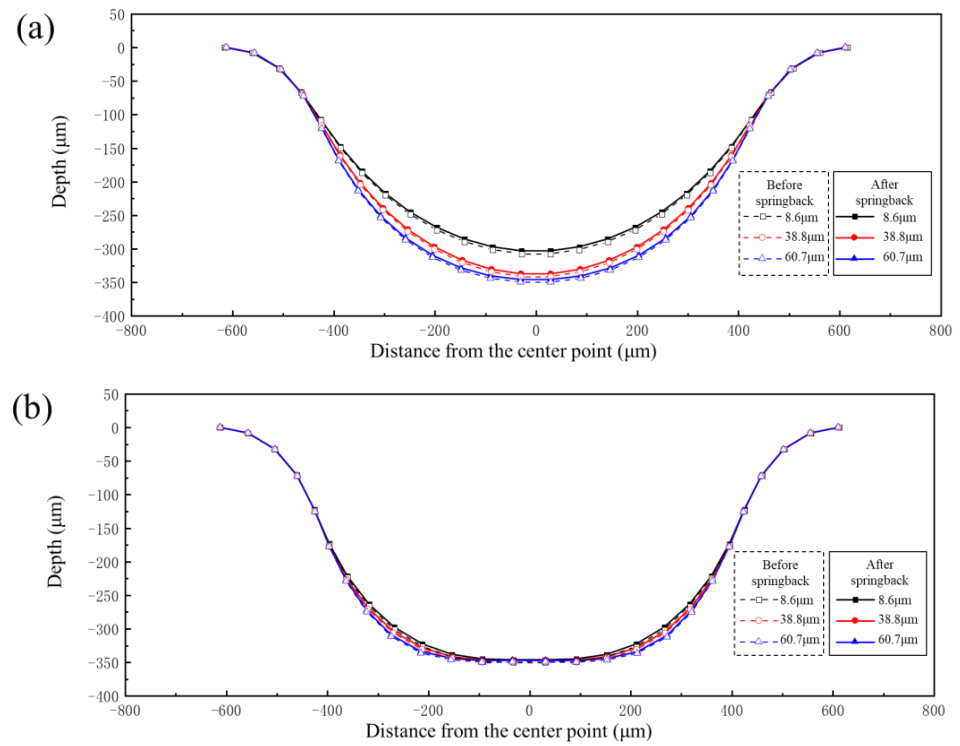 (a)
50
0
-50
-100
-150
-200
-250
-300
-350
-400
Depth (μm)
-800 -600 -400 -200 0 200 400 600 800
Distance from the center point (μm)
Before
springback
8.6μm
38.8μm
60.7μm
After
springback
8.6μm
38.8μm
60.7μm
(b)
50
0
-50
-100
-150
-200
-250
-300
-350
-400
Depth (μm)
-800 -600 -400 -200 0 200 400 600 800
Distance from the center point (μm)
Before
springback
8.6μm
38.8μm
60.7μm
After
springback
8.6μm
38.8μm
60.7μm